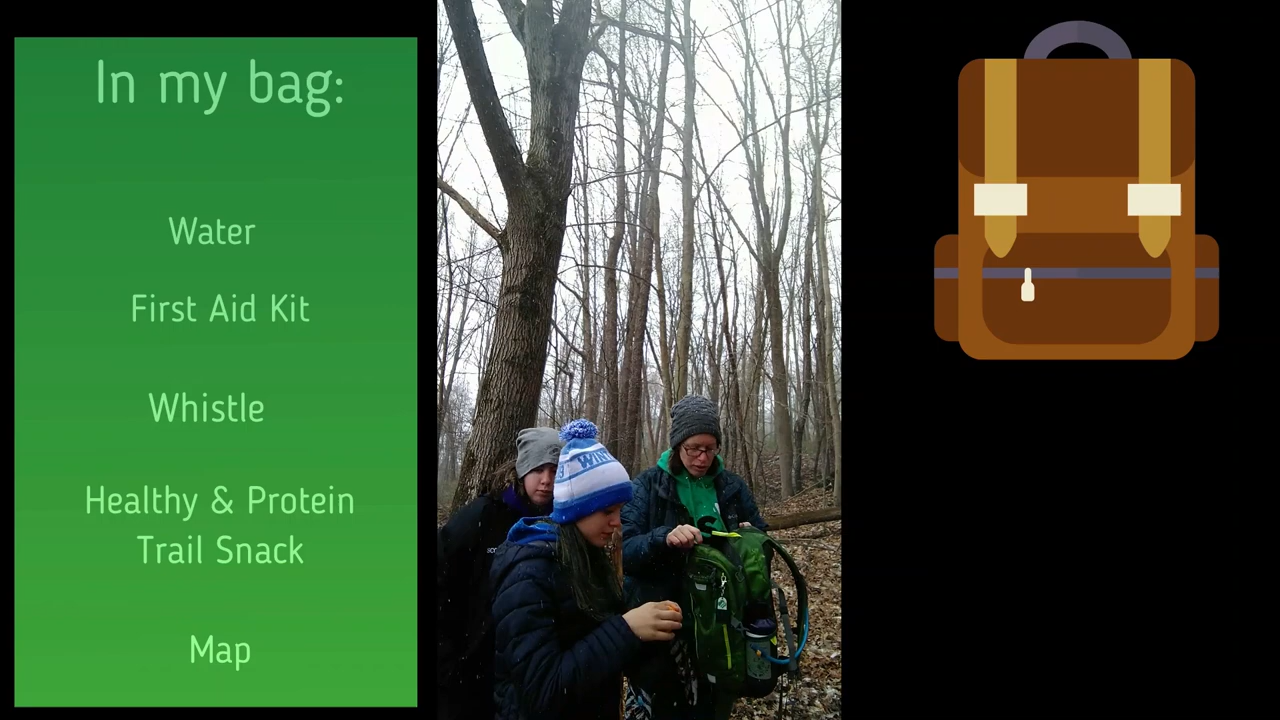 In my bag:
Water
First Aid Kit
Whistle
Healthy & Protein
Trail Snack
Map